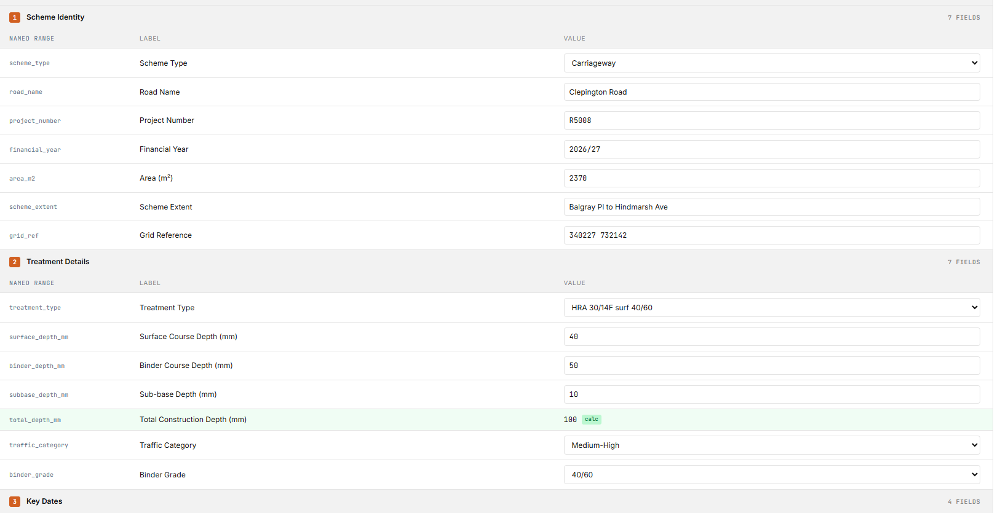 1 Scheme Identity 7 FIELDS
NAMED RANGE LABEL VALUE
scheme_type Scheme Type Carriageway
road_name Road Name Clepington Road
project_number Project Number R5008
financial_year Financial Year 2026/27
area_m2 Area (m²) 2370
scheme_extent Scheme Extent Balgray Pl to Hindmarsh Ave
grid_ref Grid Reference 340227 732142
2 Treatment Details 7 FIELDS
NAMED RANGE LABEL VALUE
treatment_type Treatment Type HRA 30/14F surf 40/60
surface_depth_mm Surface Course Depth (mm) 40
binder_depth_mm Binder Course Depth (mm) 50
subbase_depth_mm Sub-base Depth (mm) 10
total_depth_mm Total Construction Depth (mm) 100 calc
traffic_category Traffic Category Medium-High
binder_grade Binder Grade 40/60
3 Key Dates 4 FIELDS